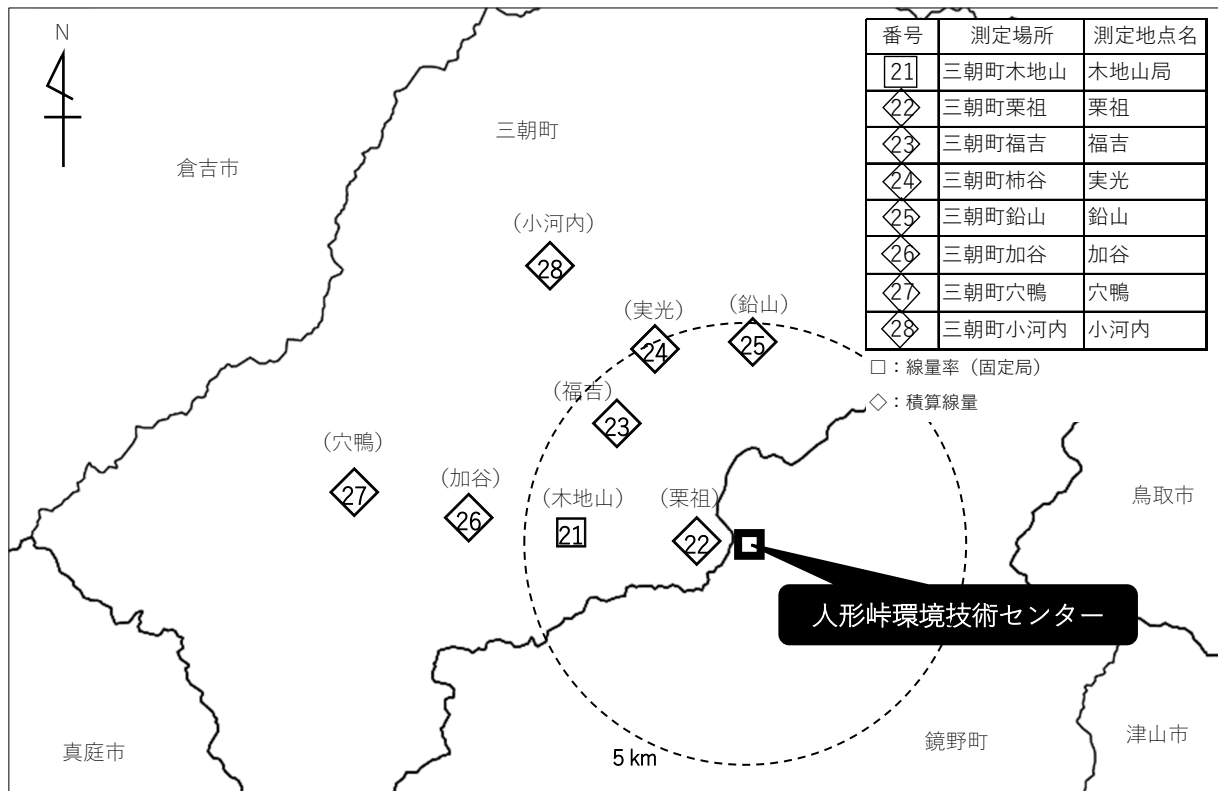 N
番号 測定場所 測定地点名
21 三朝町木地山 木地山局
22 三朝町栗祖 栗祖
23 三朝町福吉 福吉
24 三朝町柿谷 実光
25 三朝町鉛山 鉛山
26 三朝町加谷 加谷
27 三朝町穴鴨 穴鴨
28 三朝町小河内 小河内
□：線量率（固定局）
◇：積算線量
三朝町
倉吉市
（小河内）
28
（実光）
24
（鉛山）
25
（福吉）
23
（穴鴨）
27
（加谷）
26
（木地山）
21
（栗祖）
22
鳥取市
人形峠環境技術センター
真庭市
5 km
鏡野町
津山市